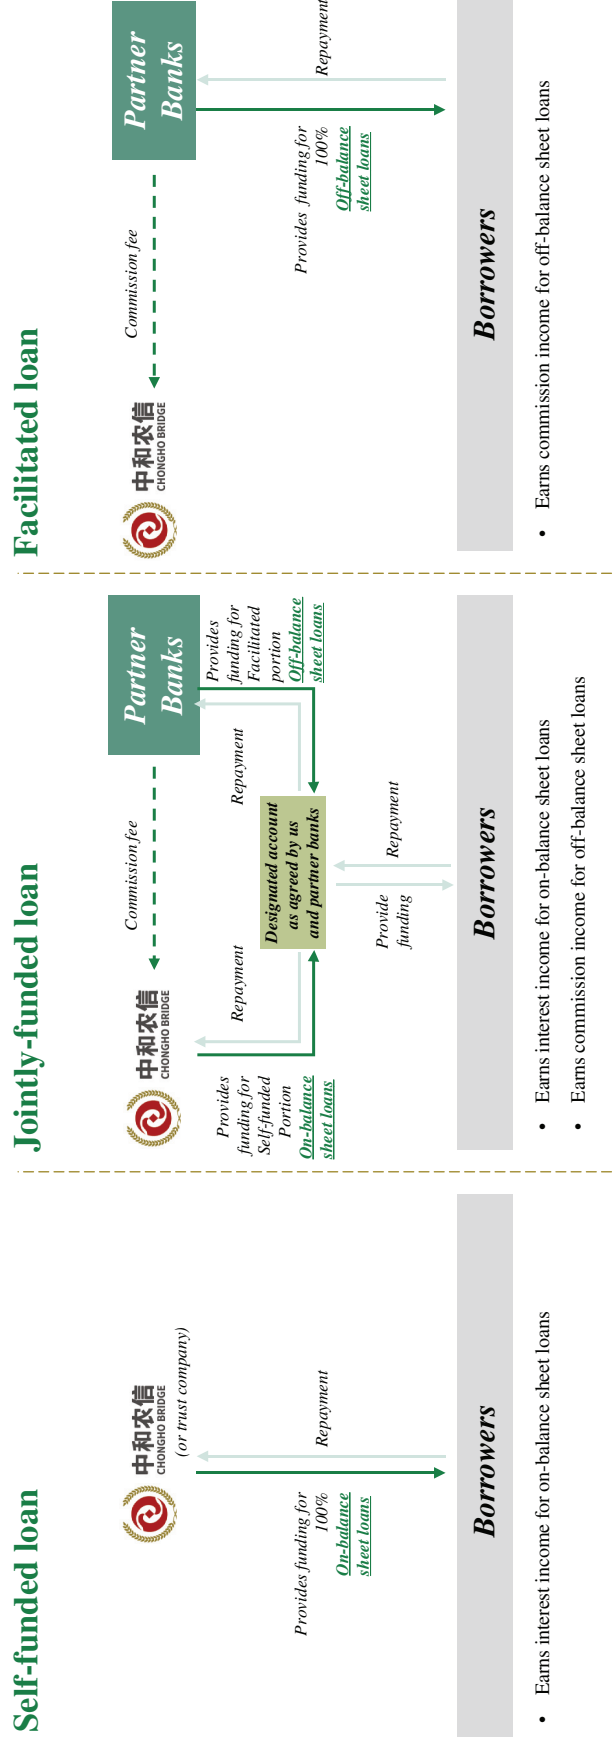 Self-funded loan
中和农信
CHONGHO BRIDGE
(or trust company)
Provides funding for
100%
On-balance
sheet loans
Repayment
Borrowers
• Earns interest income for on-balance sheet loans
Jointly-funded loan
中和农信
CHONGHO BRIDGE
Commission fee
Partner
Banks
Provides
funding for
Self-funded
Portion
On-balance
sheet loans
Repayment
Designated account
as agreed by us
and partner banks
Repayment
Provides
funding for
Facilitated
portion
Off-balance
sheet loans
Provide
funding
Repayment
Borrowers
• Earns interest income for on-balance sheet loans
• Earns commission income for off-balance sheet loans
Facilitated loan
中和农信
CHONGHO BRIDGE
Commission fee
Partner
Banks
Provides funding for
100%
Off-balance
sheet loans
Repayment
Borrowers
• Earns commission income for off-balance sheet loans